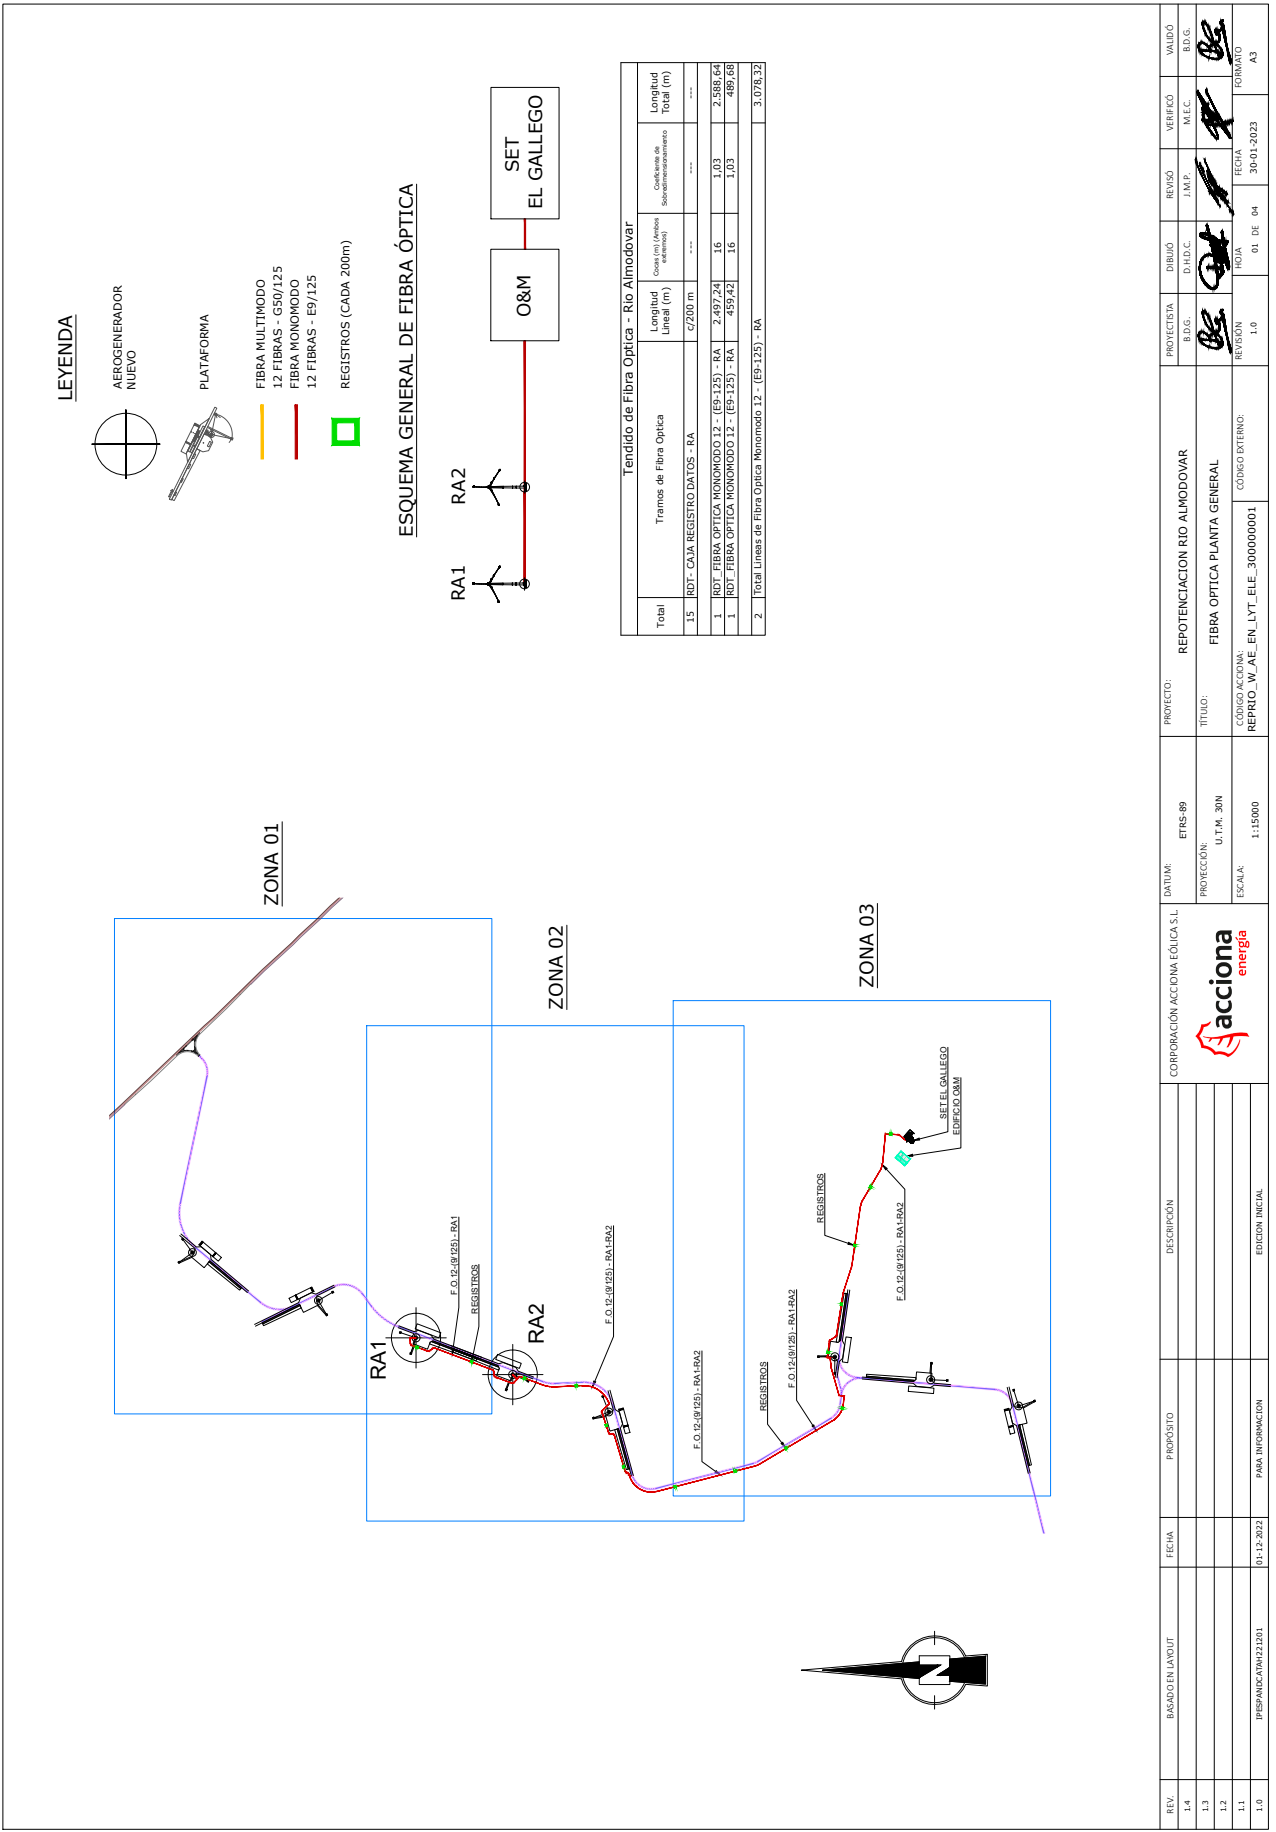 LEYENDA
AEROGENERADOR
NUEVO
PLATAFORMA
FIBRA MULTIMODO
12 FIBRAS - G50/125
FIBRA MONOMODO
12 FIBRAS - E9/125
REGISTROS (CADA 200m)
ESQUEMA GENERAL DE FIBRA ÓPTICA
RA1
RA2
O&M
SET
EL GALLEGO
Tendido de Fibra Optica - Rio Almodovar
Total
Tramos de Fibra Optica
Longitud
Lineal (m)
Cocas (m) (Ambos
extremos)
Coeficiente de
Sobredimensionamiento
Longitud
Total (m)
15 RDT- CAJA REGISTRO DATOS - RA c/200 m --- --- ---
1 RDT_FIBRA OPTICA MONOMODO 12 - (E9-125) - RA 2.497,24 16 1,03 2.588,64
1 RDT_FIBRA OPTICA MONOMODO 12 - (E9-125) - RA 459,42 16 1,03 489,68
2 Total Lineas de Fibra Optica Monomodo 12 - (E9-125) - RA 3.078,32
ZONA 01
ZONA 02
ZONA 03
RA1
F.O.12-(9/125) - RA1
REGISTROS
RA2
F.O.12-(9/125) - RA1-RA2
F.O.12-(9/125) - RA1-RA2
REGISTROS
F.O.12-(9/125) - RA1-RA2
REGISTROS
F.O.12-(9/125) - RA1-RA2
SET EL GALLEGO
EDIFICIO O&M
N
REV.
BASADO EN LAYOUT
FECHA
PROPÓSITO
DESCRIPCIÓN
1.4
1.3
1.2
1.1
1.0 IPESPANDCATAH221201 01-12-2022 PARA INFORMACION EDICION INICIAL
CORPORACIÓN ACCIONA EÓLICA S.L.
acciona
energía
DATUM:
ETRS-89
PROYECCIÓN:
U.T.M. 30N
ESCALA:
1:15000
PROYECTO:
REPOTENCIACION RIO ALMODOVAR
TÍTULO:
FIBRA OPTICA PLANTA GENERAL
CÓDIGO ACCIONA:
REPRIO_W_AE_EN_LYT_ELE_300000001
CÓDIGO EXTERNO:
PROYECTISTA
B.D.G.
DIBUJÓ
D.H.D.C.
REVISÓ
J.M.P.
VERIFICÓ
M.E.C.
VALIDÓ
B.D.G.
REVISIÓN
1.0
HOJA
01 DE 04
FECHA
30-01-2023
FORMATO
A3